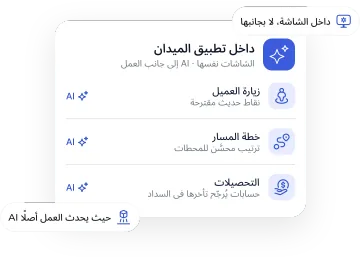 داخل الشاشة، لا بجانبها
داخل تطبيق الميدان
الشاشات نفسها · AI إلى جانب العمل
زيارة العميل
نقاط حديث مقترحة
AI
خطة المسار
ترتيب محسَّن للمحطات
AI
التحصيلات
حسابات يُرجَّح تأخرها في السداد
AI
حيث يحدث العمل أصلًا AI